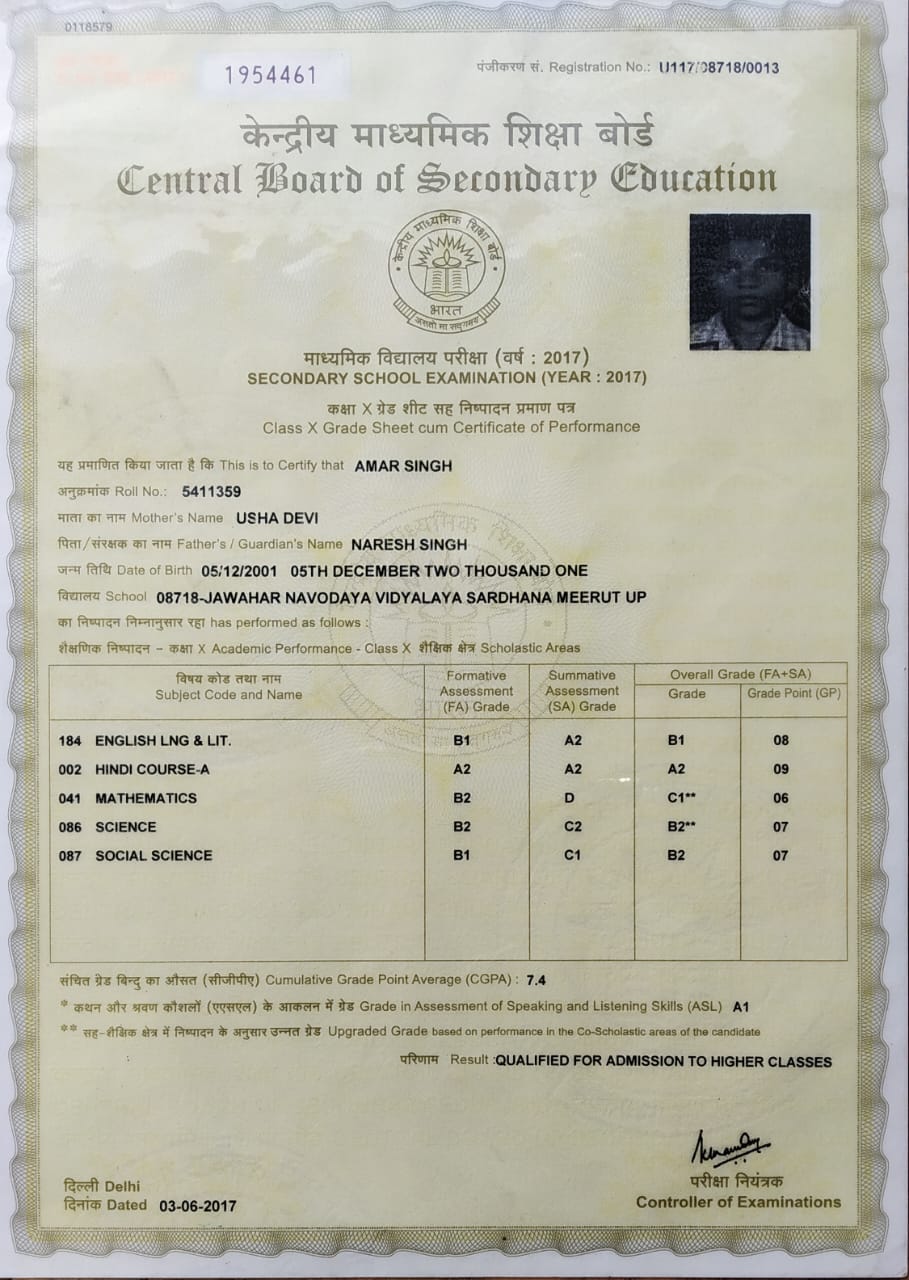 0118579
1954461
पंजीकरण सं. Registration No.: U117/08718/0013
केन्द्रीय माध्यमिक शिक्षा बोर्ड
Central Board of Secondary Education
केन्द्रीय माध्यमिक शिक्षा बोर्ड
भारत
असतो मा सद्गमय
माध्यमिक विद्यालय परीक्षा (वर्ष : 2017)
SECONDARY SCHOOL EXAMINATION (YEAR : 2017)
कक्षा X ग्रेड शीट सह निष्पादन प्रमाण पत्र
Class X Grade Sheet cum Certificate of Performance
यह प्रमाणित किया जाता है कि This is to Certify that AMAR SINGH
अनुक्रमांक Roll No.: 5411359
माता का नाम Mother's Name USHA DEVI
पिता/संरक्षक का नाम Father's / Guardian's Name NARESH SINGH
जन्म तिथि Date of Birth 05/12/2001 05TH DECEMBER TWO THOUSAND ONE
विद्यालय School 08718-JAWAHAR NAVODAYA VIDYALAYA SARDHANA MEERUT UP
का निष्पादन निम्नानुसार रहा has performed as follows :
शैक्षणिक निष्पादन – कक्षा X Academic Performance - Class X शैक्षिक क्षेत्र Scholastic Areas
विषय कोड तथा नाम Subject Code and Name
Formative Assessment (FA) Grade
Summative Assessment (SA) Grade
Overall Grade (FA+SA)
Grade Grade Point (GP)
184 ENGLISH LNG & LIT. B1 A2 B1 08
002 HINDI COURSE-A A2 A2 A2 09
041 MATHEMATICS B2 D C1** 06
086 SCIENCE B2 C2 B2** 07
087 SOCIAL SCIENCE B1 C1 B2 07
संचित ग्रेड बिन्दु का औसत (सीजीपीए) Cumulative Grade Point Average (CGPA) : 7.4
* कथन और श्रवण कौशलों (एएसएल) के आकलन में ग्रेड Grade in Assessment of Speaking and Listening Skills (ASL) A1
** सह-शैक्षिक क्षेत्र में निष्पादन के अनुसार उन्नत ग्रेड Upgraded Grade based on performance in the Co-Scholastic areas of the candidate
परिणाम Result :QUALIFIED FOR ADMISSION TO HIGHER CLASSES
दिल्ली Delhi
दिनांक Dated 03-06-2017
परीक्षा नियंत्रक
Controller of Examinations